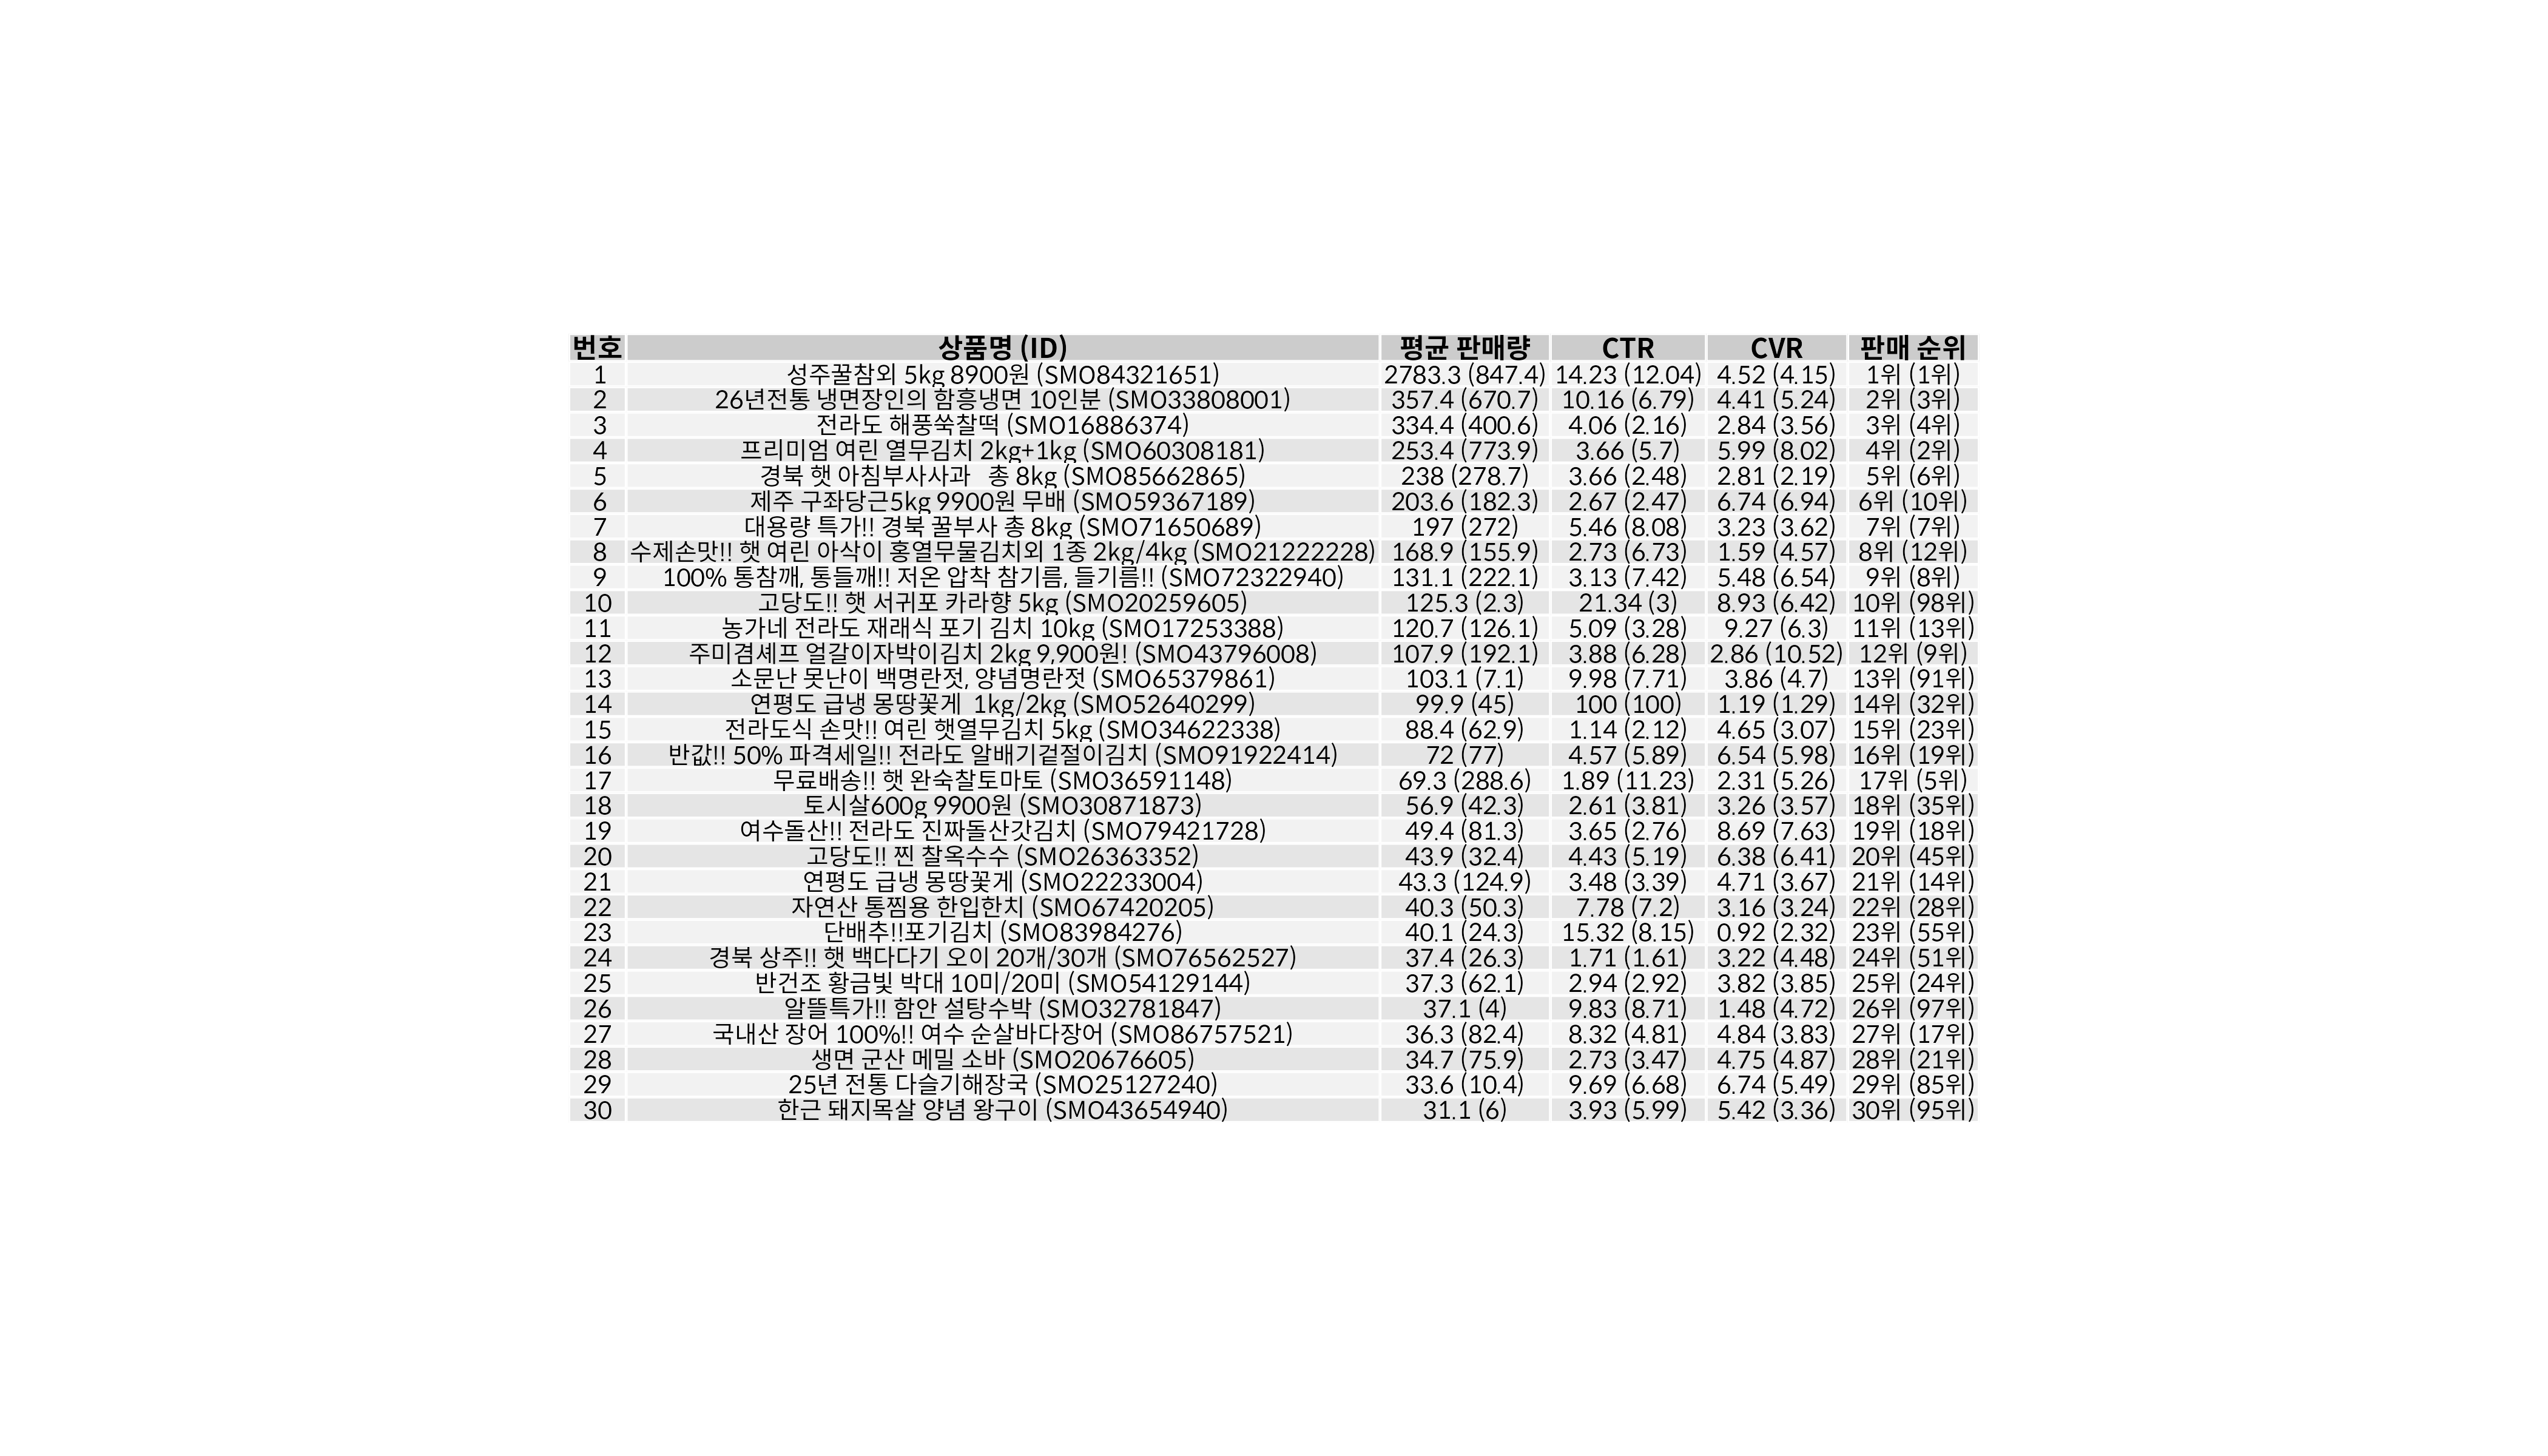 번호 상품명 (ID) 평균 판매량 CTR CVR 판매 순위
1 성주꿀참외 5kg 8900원 (SMO84321651) 2783.3 (847.4) 14.23 (12.04) 4.52 (4.15) 1위 (1위)
2 26년전통 냉면장인의 함흥냉면 10인분 (SMO33808001) 357.4 (670.7) 10.16 (6.79) 4.41 (5.24) 2위 (3위)
3 전라도 해풍쑥찰떡 (SMO16886374) 334.4 (400.6) 4.06 (2.16) 2.84 (3.56) 3위 (4위)
4 프리미엄 여린 열무김치 2kg+1kg (SMO60308181) 253.4 (773.9) 3.66 (5.7) 5.99 (8.02) 4위 (2위)
5 경북 햇 아침부사사과 총 8kg (SMO85662865) 238 (278.7) 3.66 (2.48) 2.81 (2.19) 5위 (6위)
6 제주 구좌당근5kg 9900원 무배 (SMO59367189) 203.6 (182.3) 2.67 (2.47) 6.74 (6.94) 6위 (10위)
7 대용량 특가!! 경북 꿀부사 총 8kg (SMO71650689) 197 (272) 5.46 (8.08) 3.23 (3.62) 7위 (7위)
8 수제손맛!! 햇 여린 아삭이 홍열무물김치외 1종 2kg/4kg (SMO21222228) 168.9 (155.9) 2.73 (6.73) 1.59 (4.57) 8위 (12위)
9 100% 통참깨, 통들깨!! 저온 압착 참기름, 들기름!! (SMO72322940) 131.1 (222.1) 3.13 (7.42) 5.48 (6.54) 9위 (8위)
10 고당도!! 햇 서귀포 카라향 5kg (SMO20259605) 125.3 (2.3) 21.34 (3) 8.93 (6.42) 10위 (98위)
11 농가네 전라도 재래식 포기 김치 10kg (SMO17253388) 120.7 (126.1) 5.09 (3.28) 9.27 (6.3) 11위 (13위)
12 주미겸셰프 얼갈이자박이김치 2kg 9,900원! (SMO43796008) 107.9 (192.1) 3.88 (6.28) 2.86 (10.52) 12위 (9위)
13 소문난 못난이 백명란젓, 양념명란젓 (SMO65379861) 103.1 (7.1) 9.98 (7.71) 3.86 (4.7) 13위 (91위)
14 연평도 급냉 몽땅꽃게 1kg/2kg (SMO52640299) 99.9 (45) 100 (100) 1.19 (1.29) 14위 (32위)
15 전라도식 손맛!! 여린 햇열무김치 5kg (SMO34622338) 88.4 (62.9) 1.14 (2.12) 4.65 (3.07) 15위 (23위)
16 반값!! 50% 파격세일!! 전라도 알배기겉절이김치 (SMO91922414) 72 (77) 4.57 (5.89) 6.54 (5.98) 16위 (19위)
17 무료배송!! 햇 완숙찰토마토 (SMO36591148) 69.3 (288.6) 1.89 (11.23) 2.31 (5.26) 17위 (5위)
18 토시살600g 9900원 (SMO30871873) 56.9 (42.3) 2.61 (3.81) 3.26 (3.57) 18위 (35위)
19 여수돌산!! 전라도 진짜돌산갓김치 (SMO79421728) 49.4 (81.3) 3.65 (2.76) 8.69 (7.63) 19위 (18위)
20 고당도!! 찐 찰옥수수 (SMO26363352) 43.9 (32.4) 4.43 (5.19) 6.38 (6.41) 20위 (45위)
21 연평도 급냉 몽땅꽃게 (SMO22233004) 43.3 (124.9) 3.48 (3.39) 4.71 (3.67) 21위 (14위)
22 자연산 통찜용 한입한치 (SMO67420205) 40.3 (50.3) 7.78 (7.2) 3.16 (3.24) 22위 (28위)
23 단배추!!포기김치 (SMO83984276) 40.1 (24.3) 15.32 (8.15) 0.92 (2.32) 23위 (55위)
24 경북 상주!! 햇 백다다기 오이 20개/30개 (SMO76562527) 37.4 (26.3) 1.71 (1.61) 3.22 (4.48) 24위 (51위)
25 반건조 황금빛 박대 10미/20미 (SMO54129144) 37.3 (62.1) 2.94 (2.92) 3.82 (3.85) 25위 (24위)
26 알뜰특가!! 함안 설탕수박 (SMO32781847) 37.1 (4) 9.83 (8.71) 1.48 (4.72) 26위 (97위)
27 국내산 장어 100%!! 여수 순살바다장어 (SMO86757521) 36.3 (82.4) 8.32 (4.81) 4.84 (3.83) 27위 (17위)
28 생면 군산 메밀 소바 (SMO20676605) 34.7 (75.9) 2.73 (3.47) 4.75 (4.87) 28위 (21위)
29 25년 전통 다슬기해장국 (SMO25127240) 33.6 (10.4) 9.69 (6.68) 6.74 (5.49) 29위 (85위)
30 한근 돼지목살 양념 왕구이 (SMO43654940) 31.1 (6) 3.93 (5.99) 5.42 (3.36) 30위 (95위)